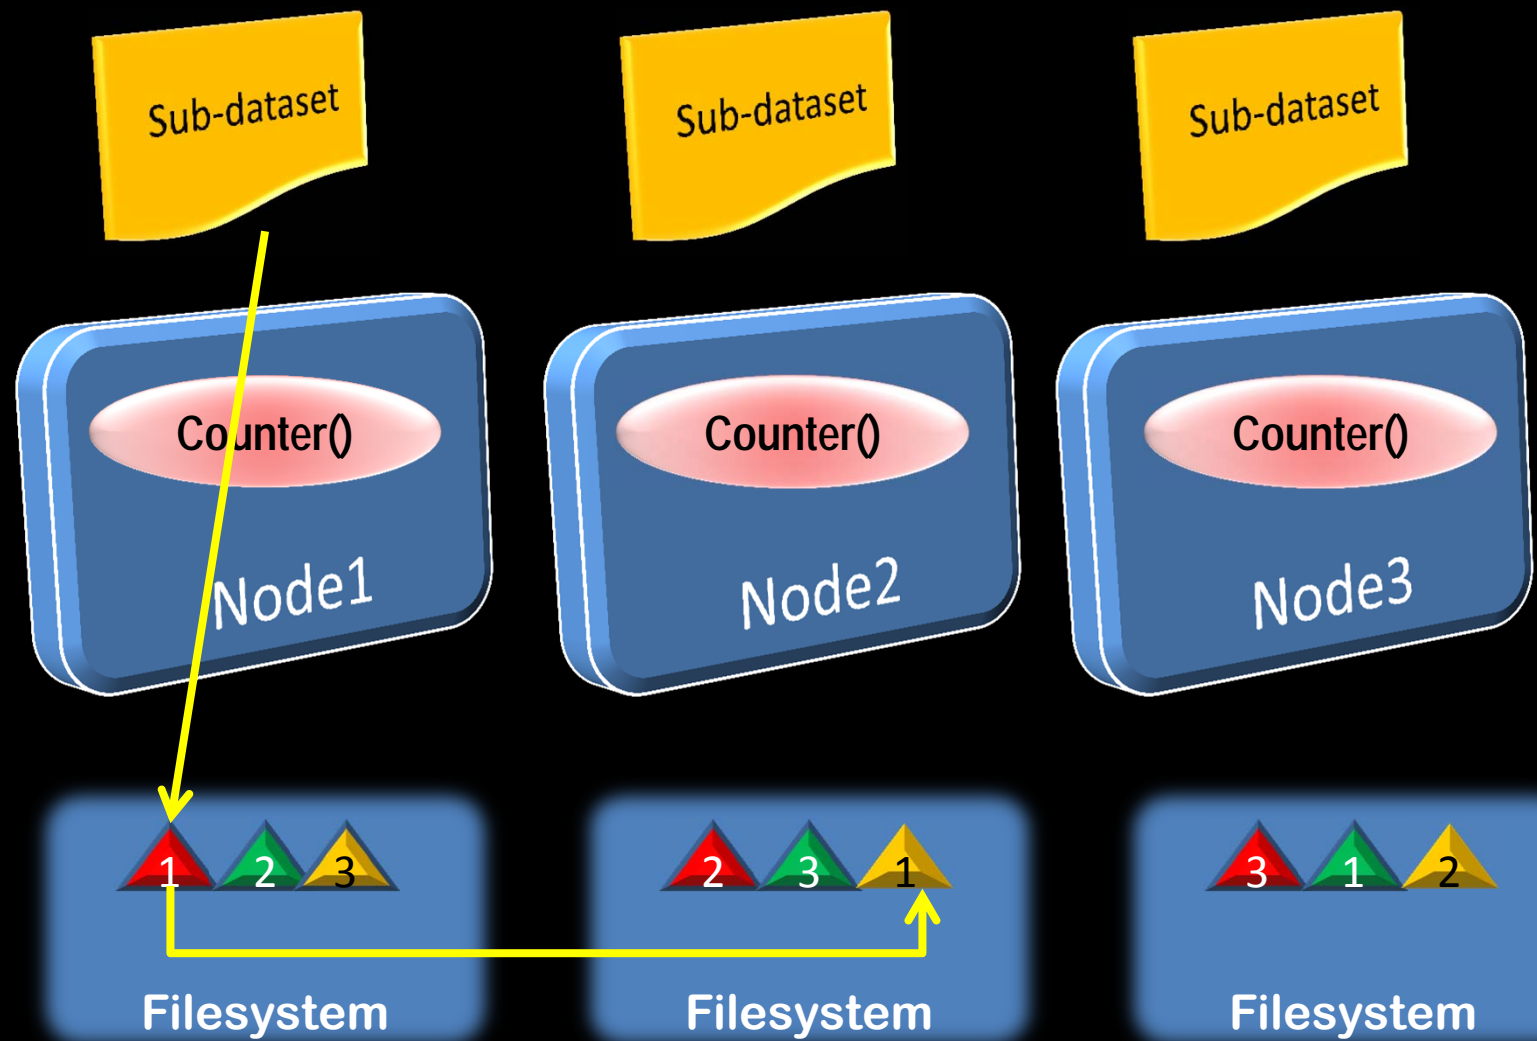 Sub-dataset
Sub-dataset
Sub-dataset
Counter()
Counter()
Counter()
Node1
Node2
Node3
1 2 3
2 3 1
3 1 2
Filesystem
Filesystem
Filesystem